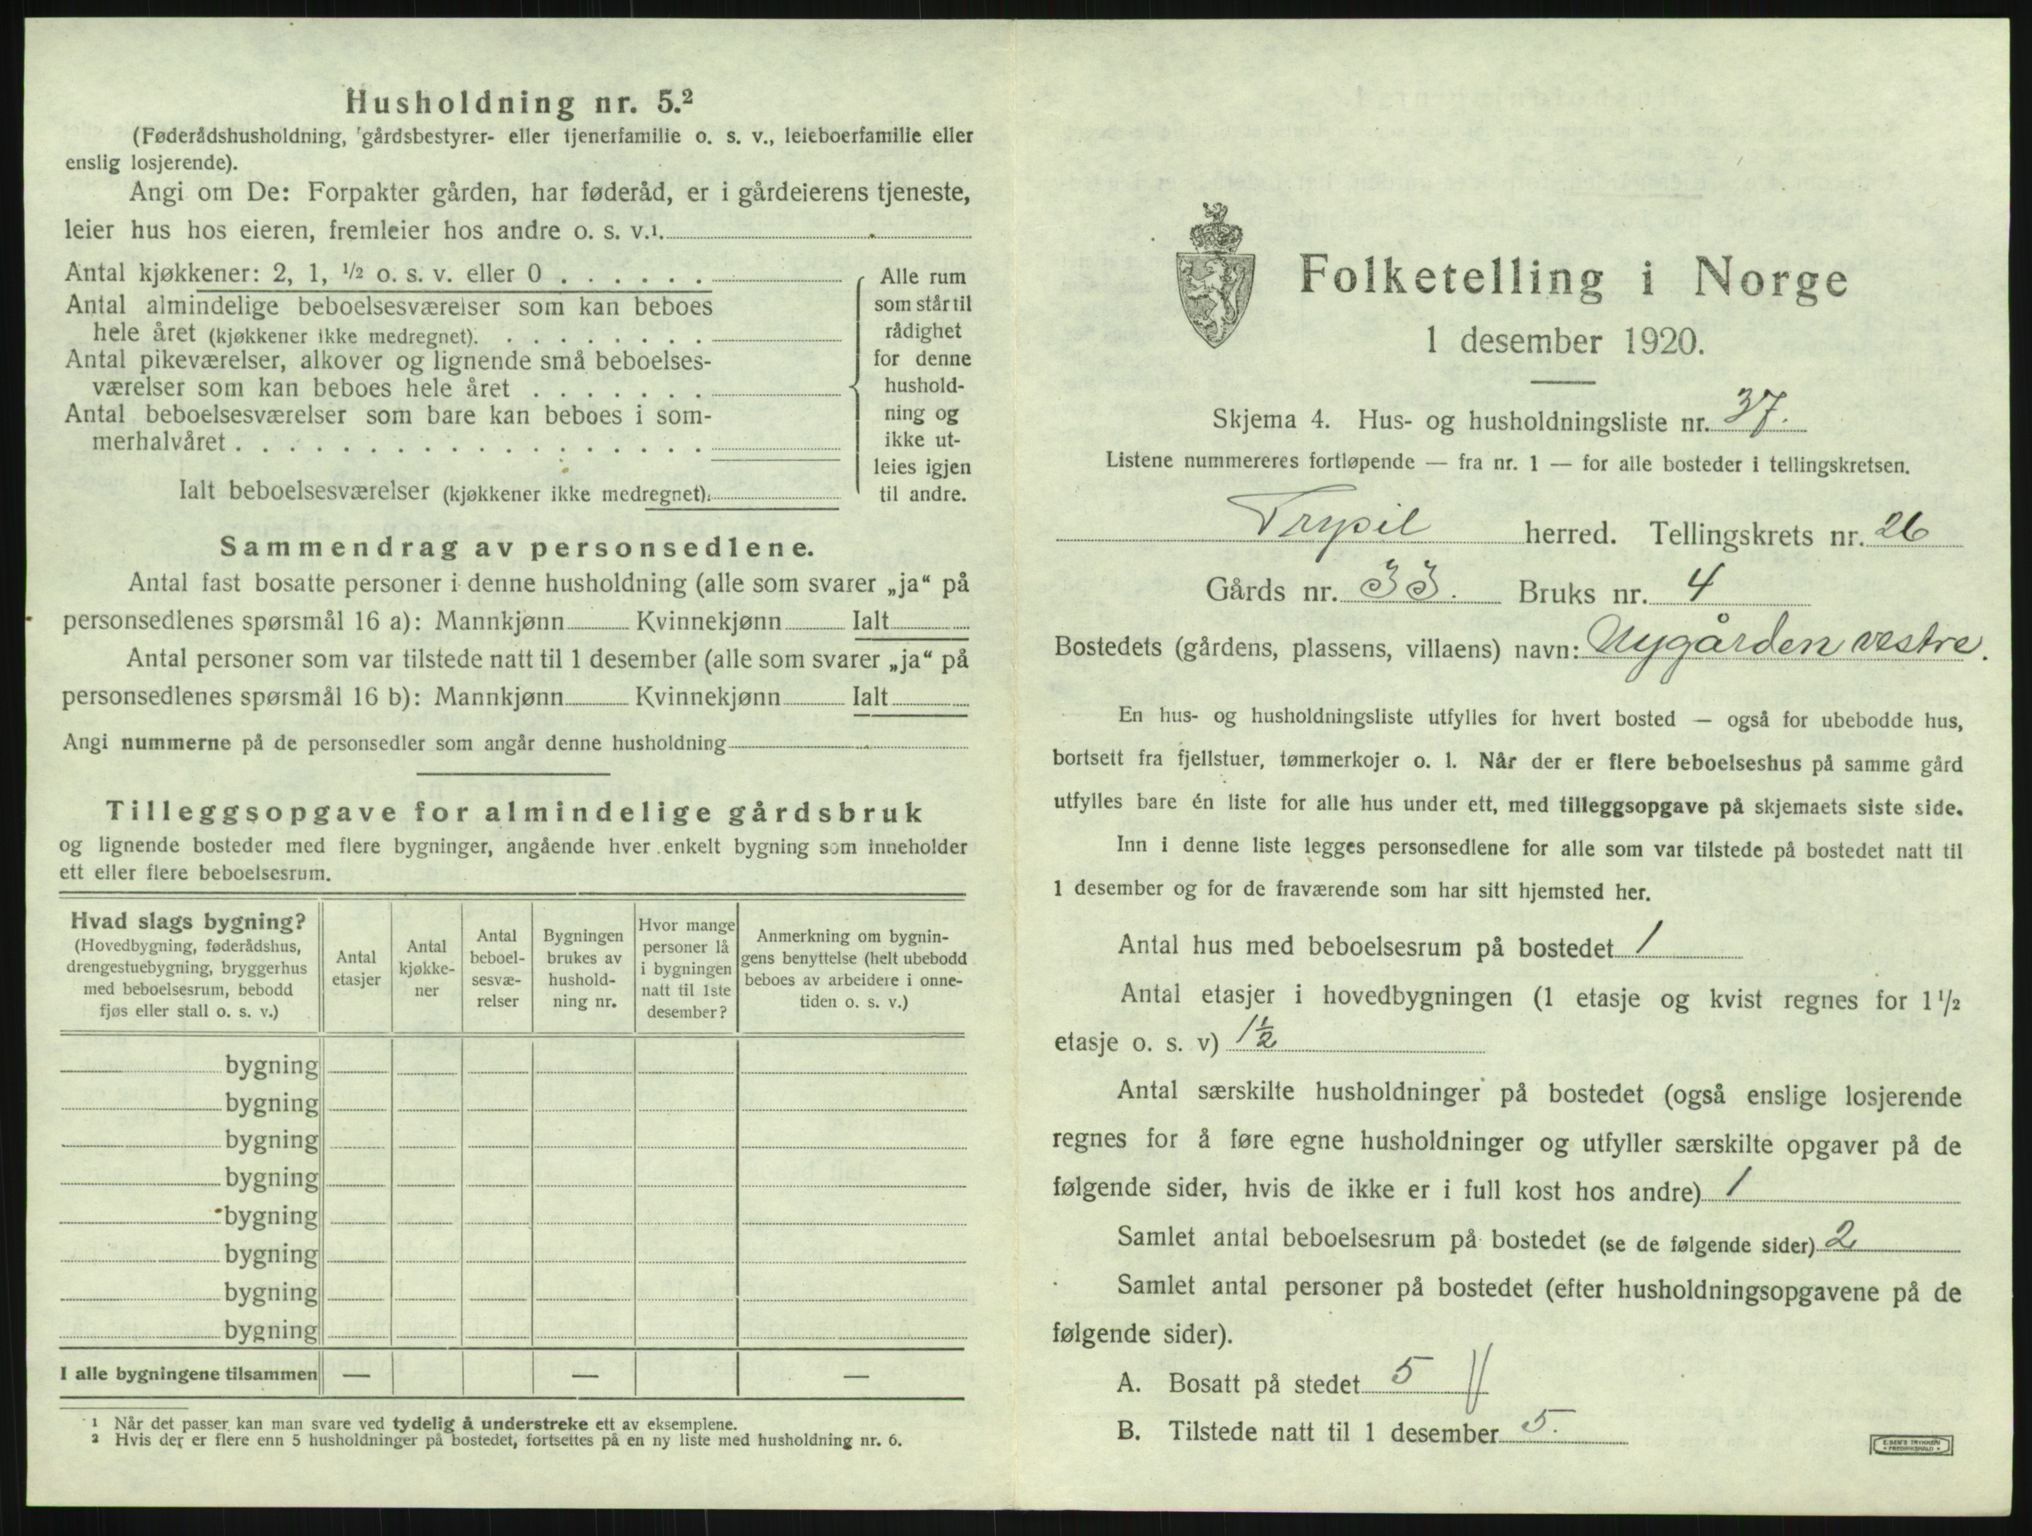 Husholdning nr. 5.²
(Føderådshusholdning, gårdsbestyrer- eller tjenerfamilie o. s. v., leieboerfamilie eller
enslig losjerende).
Angi om De: Forpakter gården, har føderåd, er i gårdeierens tjeneste,
leier hus hos eieren, fremleier hos andre o. s. v.¹
Antal kjøkkener: 2, 1, ½ o. s. v. eller 0
Antal almindelige beboelsesværelser som kan beboes
hele året (kjøkkener ikke medregnet).
Antal pikeværelser, alkover og lignende små beboelses-
værelser som kan beboes hele året
Antal beboelsesværelser som bare kan beboes i som-
merhalvåret
Ialt beboelsesværelser (kjøkkener ikke medregnet).
Alle rum
som står til
rådighet
for denne
hushold-
ning og
ikke ut-
leies igjen
til andre.
Sammendrag av personsedlene.
Antal fast bosatte personer i denne husholdning (alle som svarer „ja“ på
personsedlenes spørsmål 16 a): Mannkjønn Kvinnekjønn Ialt
Antal personer som var tilstede natt til 1 desember (alle som svarer „ja“ på
personsedlenes spørsmål 16 b): Mannkjønn Kvinnekjønn Ialt
Angi nummerne på de personsedler som angår denne husholdning
Tilleggsopgave for almindelige gårdsbruk
og lignende bosteder med flere bygninger, angående hver enkelt bygning som inneholder
ett eller flere beboelsesrum.
Hvad slags bygning?
(Hovedbygning, føderådshus,
drengestuebygning, bryggerhus
med beboelsesrum, bebodd
fjøs eller stall o. s. v.)
Antal
etasjer
Antal
kjøkke-
ner
Antal
beboel-
sesvæ-
relser
Bygningen
brukes av
hushold-
ning nr.
Hvor mange
personer lå
i bygningen
natt til 1ste
desember?
Anmerkning om bygnin-
gens benyttelse (helt ubebodd
beboes av arbeidere i onne-
tiden o. s. v.)
bygning
bygning
bygning
bygning
bygning
bygning
bygning
bygning
I alle bygningene tilsammen — — —
¹ Når det passer kan man svare ved tydelig å understreke ett av eksemplene.
² Hvis der er flere enn 5 husholdninger på bostedet, fortsettes på en ny liste med husholdning nr. 6.
Folketelling i Norge
1 desember 1920.
Skjema 4. Hus- og husholdningsliste nr. 37.
Listene nummereres fortløpende — fra nr. 1 — for alle bosteder i tellingskretsen.
Trysil herred. Tellingskrets nr. 26
Gårds nr. 33. Bruks nr. 4
Bostedets (gårdens, plassens, villaens) navn: Nygården vestre.
En hus- og husholdningsliste utfylles for hvert bosted — også for ubebodde hus,
bortsett fra fjellstuer, tømmerkojer o. l. Når der er flere beboelseshus på samme gård
utfylles bare én liste for alle hus under ett, med tilleggsopgave på skjemaets siste side.
Inn i denne liste legges personsedlene for alle som var tilstede på bostedet natt til
1 desember og for de fraværende som har sitt hjemsted her.
Antal hus med beboelsesrum på bostedet 1
Antal etasjer i hovedbygningen (1 etasje og kvist regnes for 1 ½
etasje o. s. v) 1½
Antal særskilte husholdninger på bostedet (også enslige losjerende
regnes for å føre egne husholdninger og utfyller særskilte opgaver på de
følgende sider, hvis de ikke er i full kost hos andre) 1
Samlet antal beboelsesrum på bostedet (se de følgende sider) 2
Samlet antal personer på bostedet (efter husholdningsopgavene på de
følgende sider).
A. Bosatt på stedet 5
B. Tilstede natt til 1 desember 5.